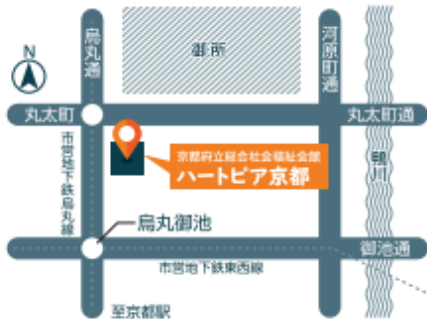 N
烏丸通
御所
河原町通
丸太町
丸太町通
京都府立総合社会福祉会館
ハートピア京都
市営地下鉄烏丸線
鴨川
烏丸御池
御池通
市営地下鉄東西線
至京都駅